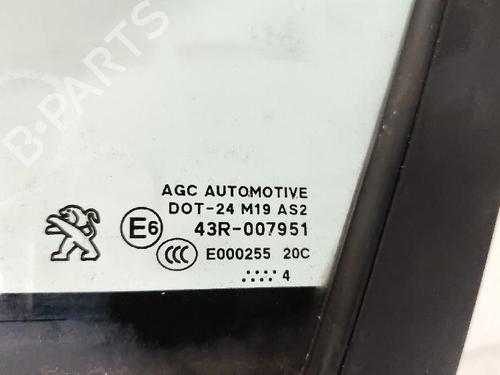 B-PARTS
AGC AUTOMOTIVE
DOT-24 M19 AS2
E6 43R-007951
CCC E000255 20C
..... 4